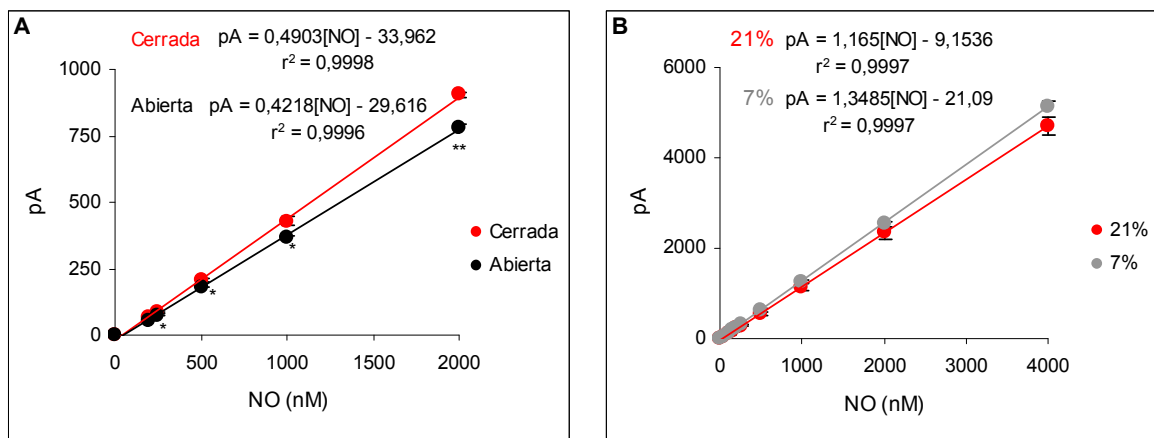 A
Cerrada pA = 0,4903[NO] - 33,962
r² = 0,9998
Abierta pA = 0,4218[NO] - 29,616
r² = 0,9996
1000
750
500
250
0
pA
**
*
*
*
Cerrada
Abierta
0 500 1000 1500 2000
NO (nM)
B
21% pA = 1,165[NO] - 9,1536
r² = 0,9997
7% pA = 1,3485[NO] - 21,09
r² = 0,9997
6000
4000
2000
0
pA
21%
7%
0 1000 2000 3000 4000
NO (nM)